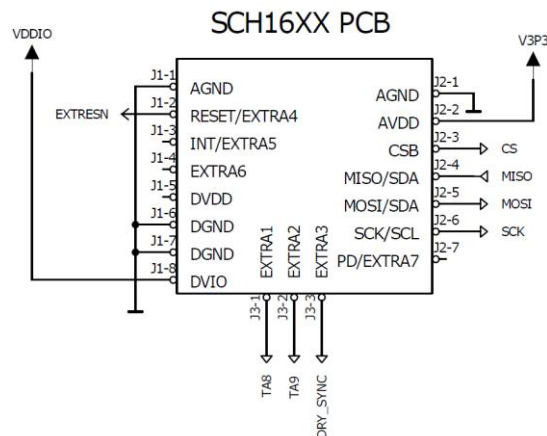 SCH16XX PCB
VDDIO
V3P3
J1-1
AGND
J1-2
RESET/EXTRA4
EXTRESN
J1-3
INT/EXTRA5
J1-4
EXTRA6
J1-5
DVDD
J1-6
DGND
J1-7
DGND
J1-8
DVIO
J2-1
AGND
J2-2
AVDD
J2-3
CSB
CS
J2-4
MISO/SDA
MISO
J2-5
MOSI/SDA
MOSI
J2-6
SCK/SCL
SCK
J2-7
PD/EXTRA7
EXTRA1
EXTRA2
EXTRA3
J3-1
J3-2
J3-3
TA8
TA9
DRY_SYNC